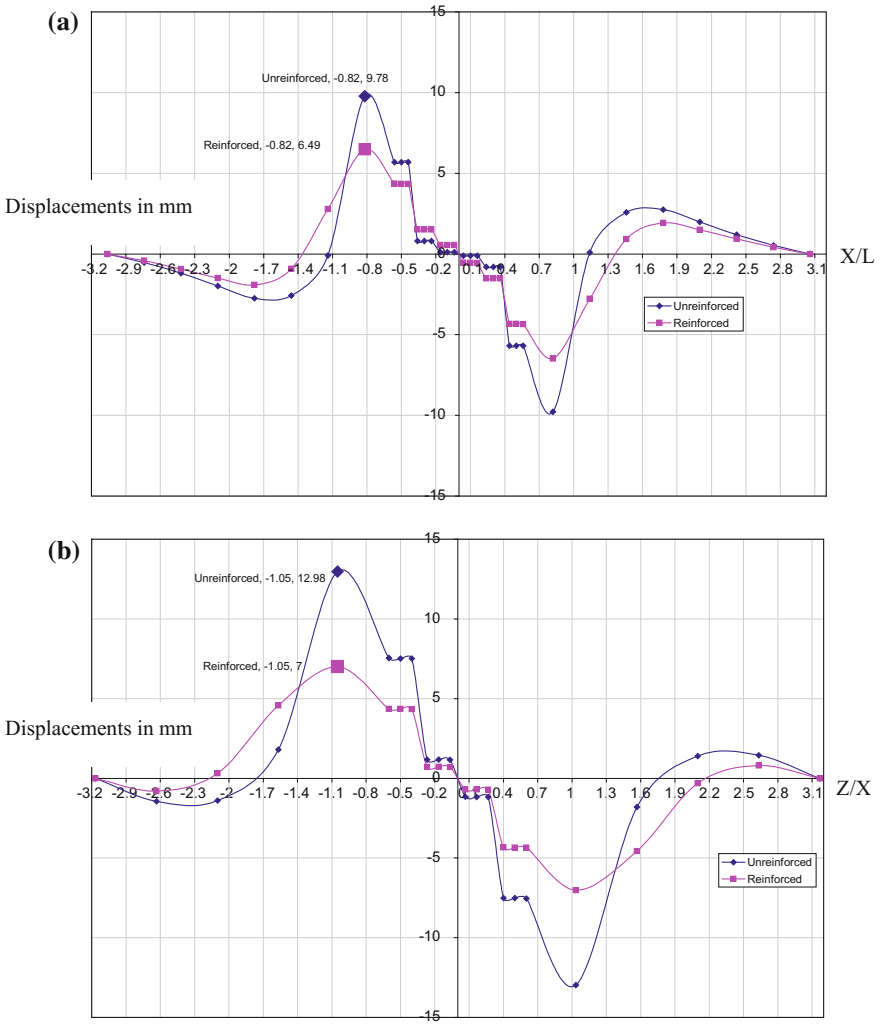 (a)
15
10
5
0
-5
-10
-15
Unreinforced, -0.82, 9.78
Reinforced, -0.82, 6.49
Displacements in mm
-3.2 -2.9 -2.6 -2.3 -2 -1.7 -1.4 -1.1 -0.8 -0.5 -0.2 0.1 0.4 0.7 1 1.3 1.6 1.9 2.2 2.5 2.8 3.1
X/L
Unreinforced
Reinforced
(b)
15
10
5
0
-5
-10
-15
Unreinforced, -1.05, 12.98
Reinforced, -1.05, 7
Displacements in mm
-3.2 -2.9 -2.6 -2.3 -2 -1.7 -1.4 -1.1 -0.8 -0.5 -0.2 0.1 0.4 0.7 1 1.3 1.6 1.9 2.2 2.5 2.8 3.1
Z/X
Unreinforced
Reinforced